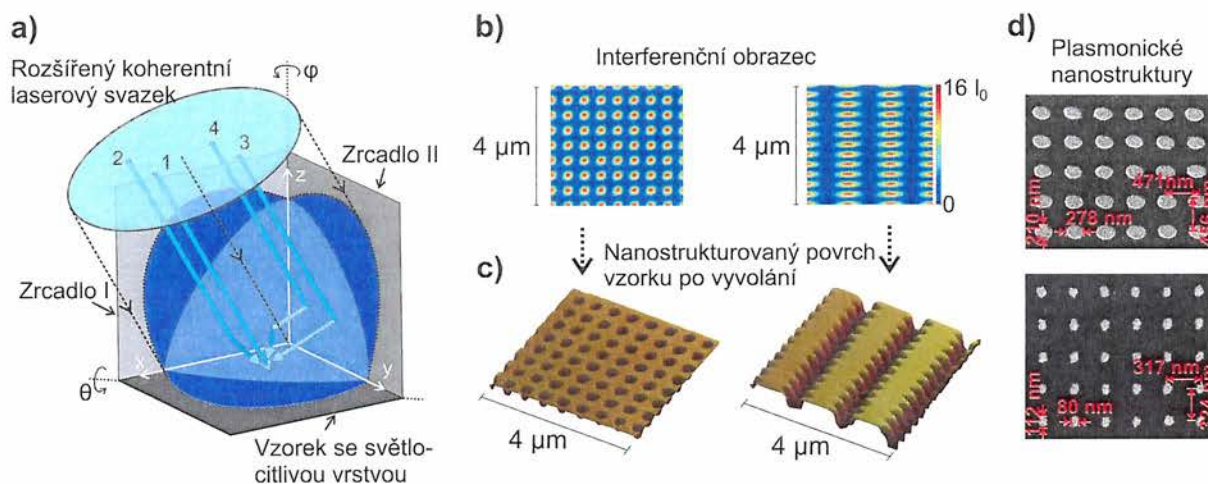 a)
Rozšířený koherentní
laserový svazek
φ
2
1
4
3
Zrcadlo II
z
Zrcadlo I
x
y
θ
Vzorek se světlo-
citlivou vrstvou
b)
Interferenční obrazec
4 µm
4 µm
16 I₀
0
c)
Nanostrukturovaný povrch
vzorku po vyvolání
4 µm
4 µm
d)
Plasmonické
nanostruktury
471nm
278 nm
210 nm
317 nm
80 nm
112 nm